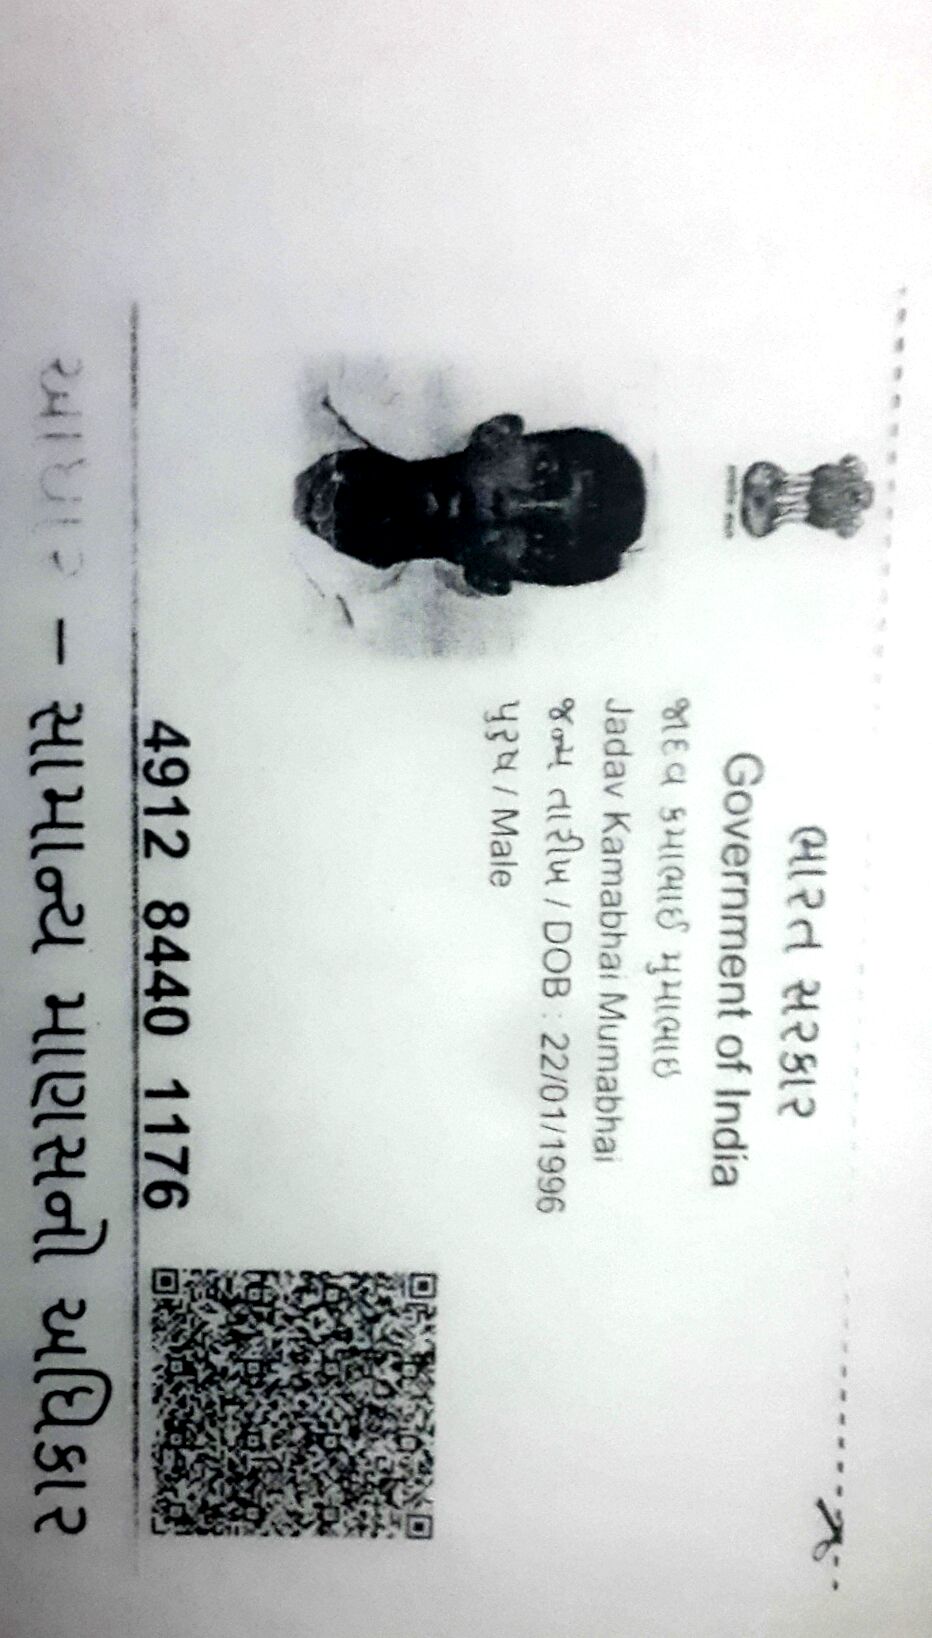 ભારત સરકાર
Government of India
જાદવ કમાભાઈ મુમાભાઇ
Jadav Kamabhai Mumabhai
જન્મ તારીખ / DOB : 22/01/1996
પુરુષ / Male
4912 8440 1176
આધાર – સામાન્ય માણસનો અધિકાર